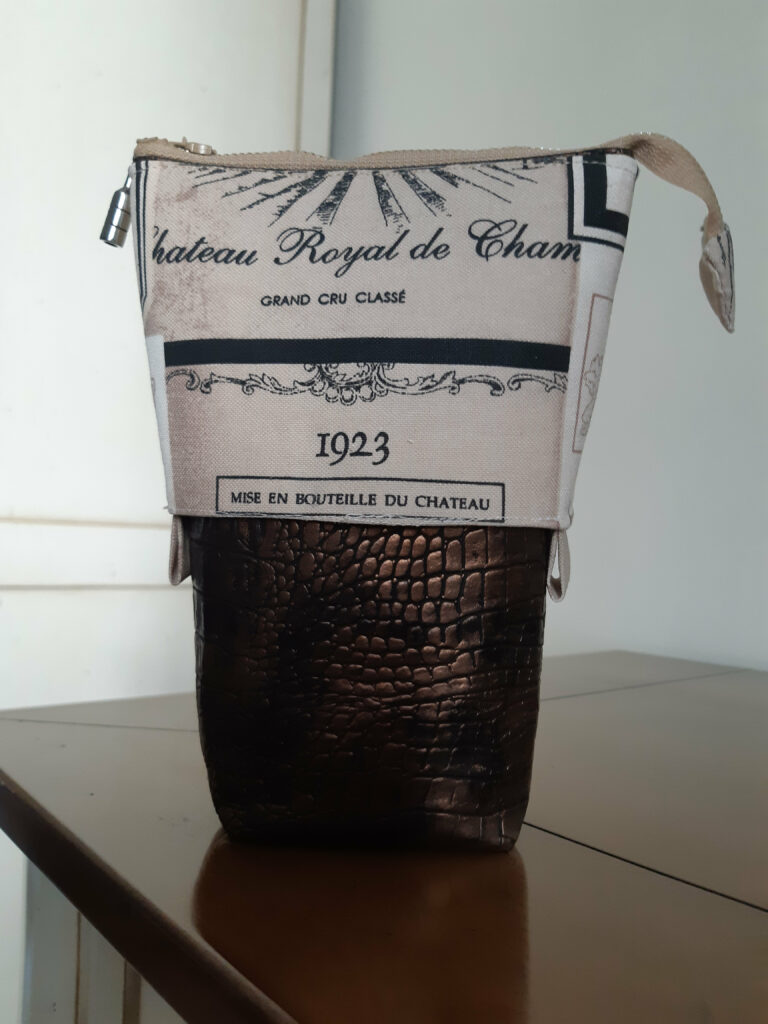 hateau Royal de Cham
GRAND CRU CLASSÉ
1923
MISE EN BOUTEILLE DU CHATEAU